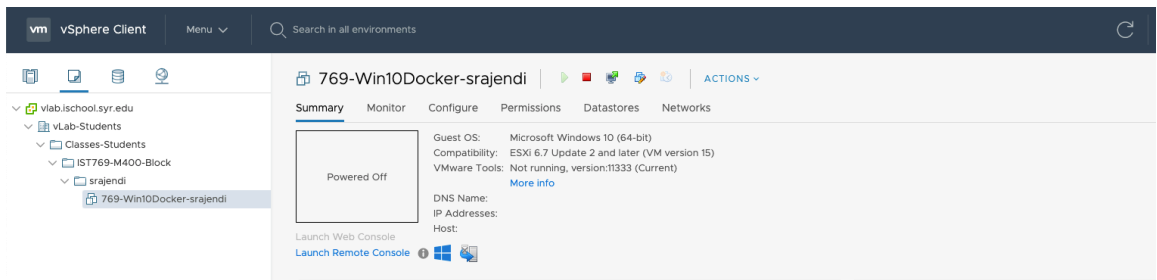 vm vSphere Client Menu Search in all environments
vlab.ischool.syr.edu
vLab-Students
Classes-Students
IST769-M400-Block
srajendi
769-Win10Docker-srajendi
769-Win10Docker-srajendi ACTIONS
Summary Monitor Configure Permissions Datastores Networks
Powered Off
Guest OS: Microsoft Windows 10 (64-bit)
Compatibility: ESXi 6.7 Update 2 and later (VM version 15)
VMware Tools: Not running, version:11333 (Current)
More info
DNS Name:
IP Addresses:
Host:
Launch Web Console
Launch Remote Console